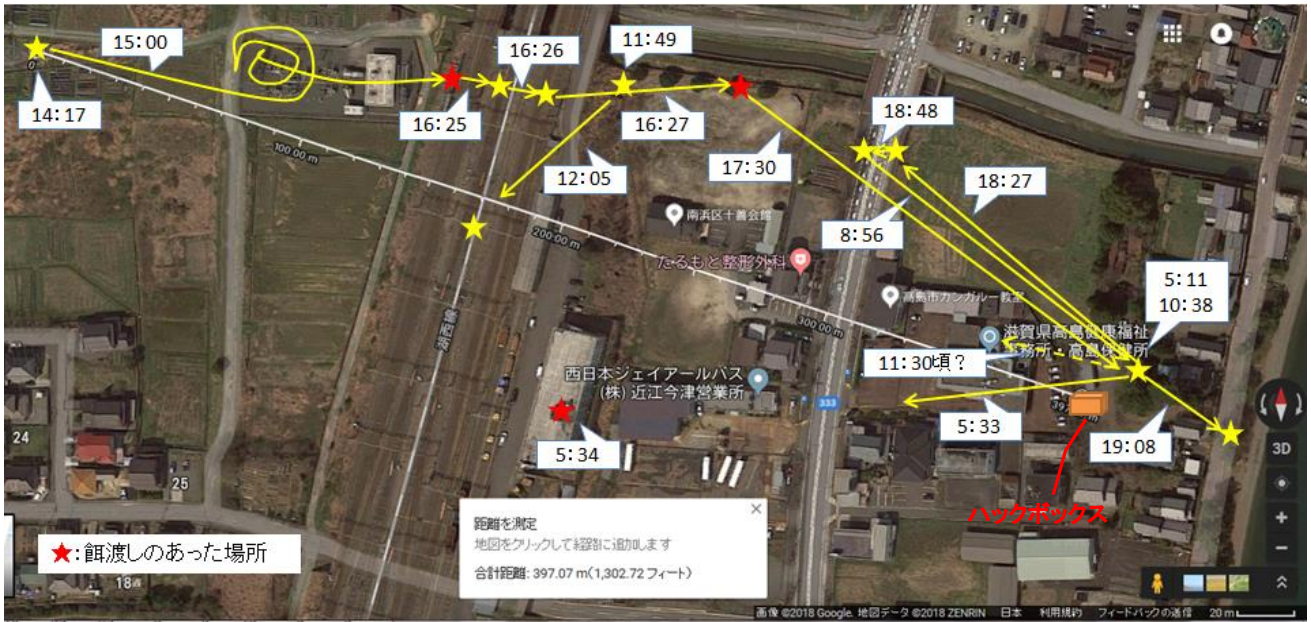 15:00
16:26
11:49
14:17
16:25
16:27
18:48
100.00 m
12:05
17:30
18:27
南浜区十善会館
8:56
200.00 m
たるもと整形外科
湖西線
高島市カンガルー教室
5:11
10:38
300.00 m
滋賀県高島健康福祉
事務所・高島保健所
11:30頃?
西日本ジェイアールバス
(株) 近江今津営業所
333
5:33
19:08
3D
24
5:34
25
ハックボックス
距離を測定
地図をクリックして経路に追加します
合計距離: 397.07 m(1,302.72 フィート)
★:餌渡しのあった場所
18
画像 ©2018 Google, 地図データ ©2018 ZENRIN 日本 利用規約 フィードバックの送信 20 m